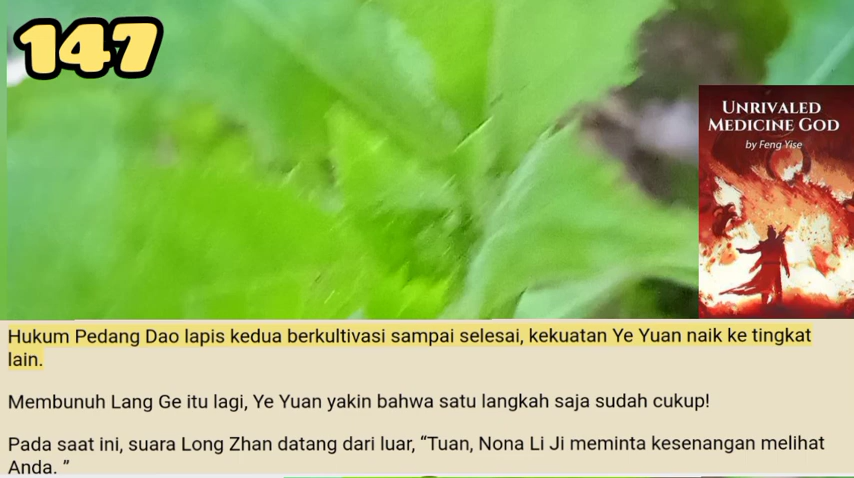 147
UNRIVALED
MEDICINE GOD
by Feng Yise
Hukum Pedang Dao lapis kedua berkultivasi sampai selesai, kekuatan Ye Yuan naik ke tingkat
lain.
Membunuh Lang Ge itu lagi, Ye Yuan yakin bahwa satu langkah saja sudah cukup!
Pada saat ini, suara Long Zhan datang dari luar, “Tuan, Nona Li Ji meminta kesenangan melihat
Anda. ”